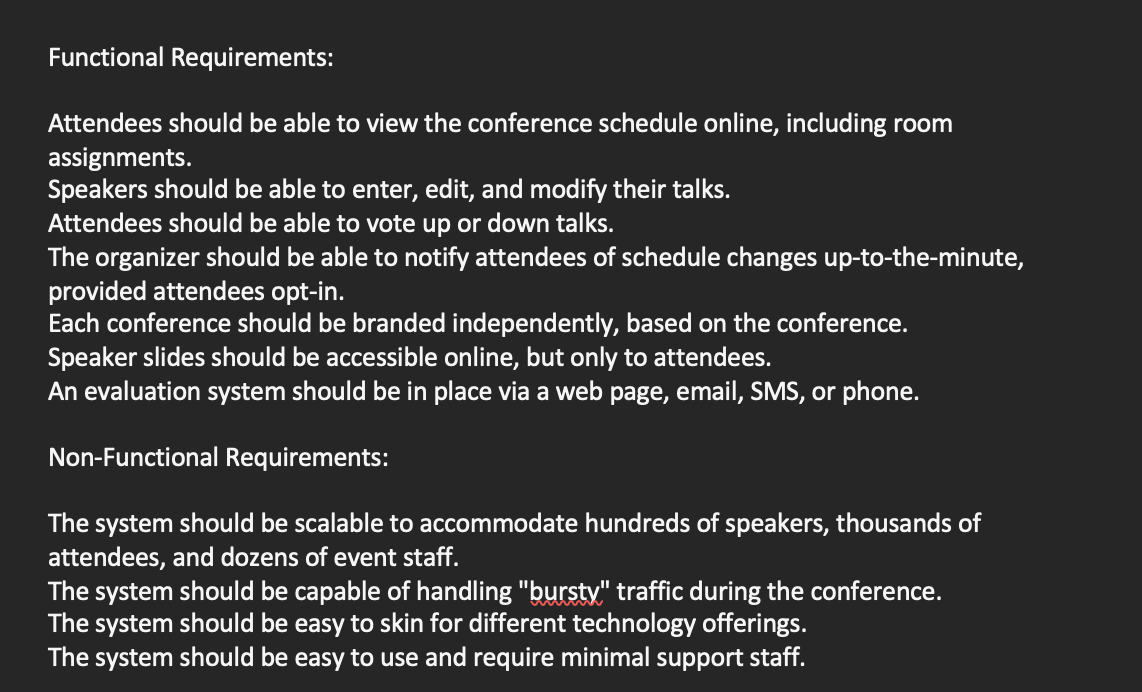 Functional Requirements:
Attendees should be able to view the conference schedule online, including room
assignments.
Speakers should be able to enter, edit, and modify their talks.
Attendees should be able to vote up or down talks.
The organizer should be able to notify attendees of schedule changes up-to-the-minute,
provided attendees opt-in.
Each conference should be branded independently, based on the conference.
Speaker slides should be accessible online, but only to attendees.
An evaluation system should be in place via a web page, email, SMS, or phone.
Non-Functional Requirements:
The system should be scalable to accommodate hundreds of speakers, thousands of
attendees, and dozens of event staff.
The system should be capable of handling "bursty" traffic during the conference.
The system should be easy to skin for different technology offerings.
The system should be easy to use and require minimal support staff.